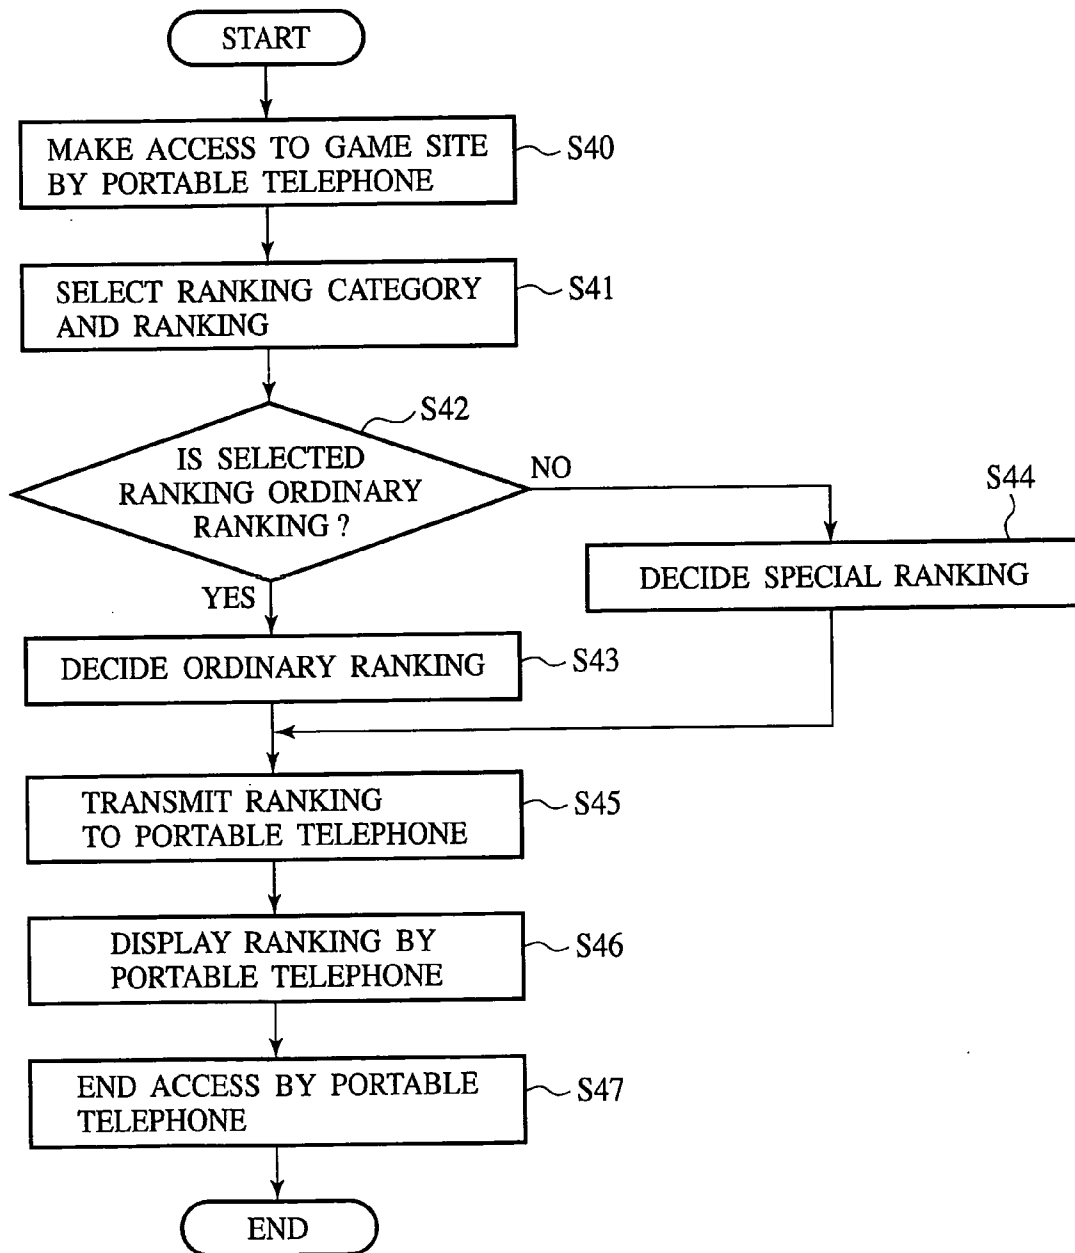 START
MAKE ACCESS TO GAME SITE
BY PORTABLE TELEPHONE
S40
SELECT RANKING CATEGORY
AND RANKING
S41
S42
IS SELECTED
RANKING ORDINARY
RANKING ?
NO
YES
S44
DECIDE SPECIAL RANKING
DECIDE ORDINARY RANKING
S43
TRANSMIT RANKING
TO PORTABLE TELEPHONE
S45
DISPLAY RANKING BY
PORTABLE TELEPHONE
S46
END ACCESS BY PORTABLE
TELEPHONE
S47
END